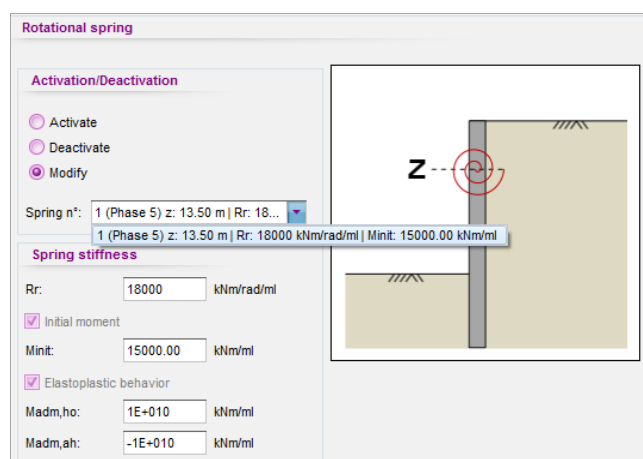 Rotational spring
Activation/Deactivation
Activate
Deactivate
Modify
Spring n°: 1 (Phase 5) z: 13.50 m | Rr: 18...
1 (Phase 5) z: 13.50 m | Rr: 18000 kNm/rad/ml | Minit: 15000.00 kNm/ml
Spring stiffness
Rr: 18000 kNm/rad/ml
Initial moment
Minit: 15000.00 kNm/ml
Elastoplastic behavior
Madm,ho: 1E+010 kNm/ml
Madm,ah: -1E+010 kNm/ml
Z